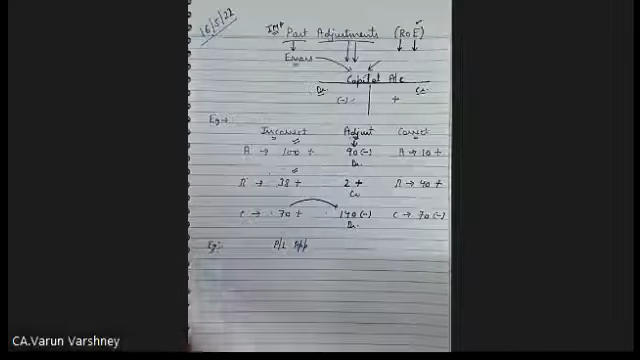 16/5/22
IMP Past Adjustments (RoE)
Errors
Capital A/c
Dr. Cr.
(-) +
Eg:→
Incorrect Adjust Correct
A → 100 + 90 (-) A → 10 +
Dr.
B → 38 + 2 + B → 40 +
Cr
C → 70 + 140 (-) C → 70 (-)
Dr.
Eg:- P/L App
CA.Varun Varshney